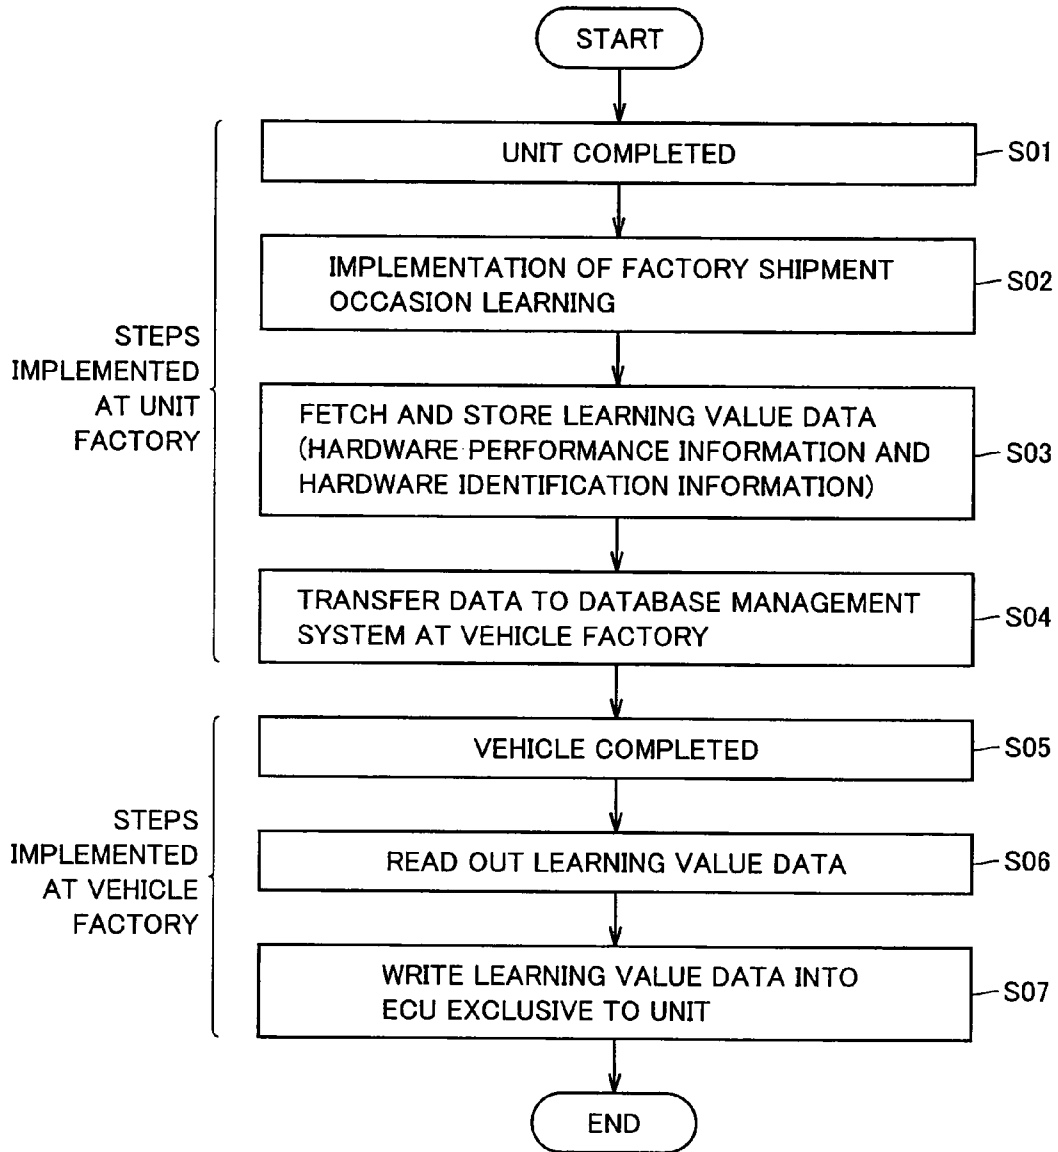 START
UNIT COMPLETED
S01
IMPLEMENTATION OF FACTORY SHIPMENT
OCCASION LEARNING
S02
STEPS
IMPLEMENTED
AT UNIT
FACTORY
FETCH AND STORE LEARNING VALUE DATA
(HARDWARE PERFORMANCE INFORMATION AND
HARDWARE IDENTIFICATION INFORMATION)
S03
TRANSFER DATA TO DATABASE MANAGEMENT
SYSTEM AT VEHICLE FACTORY
S04
VEHICLE COMPLETED
S05
STEPS
IMPLEMENTED
AT VEHICLE
FACTORY
READ OUT LEARNING VALUE DATA
S06
WRITE LEARNING VALUE DATA INTO
ECU EXCLUSIVE TO UNIT
S07
END